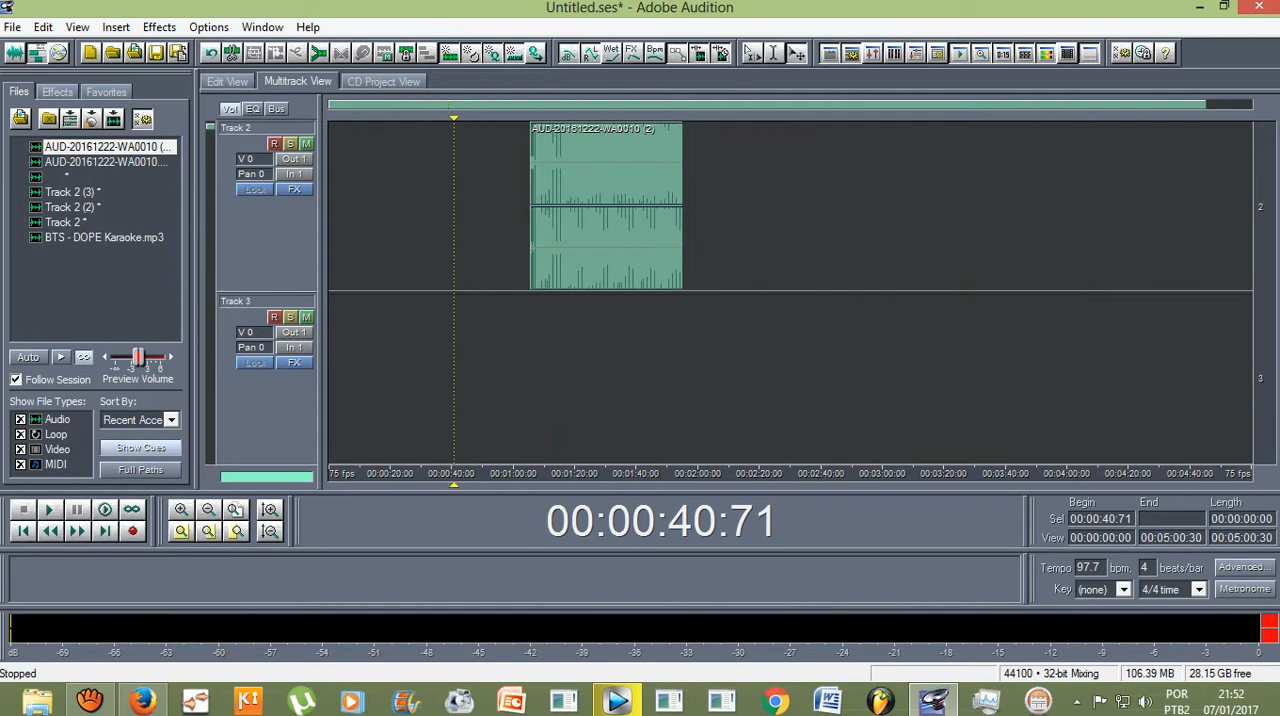 Untitled.ses* - Adobe Audition
File Edit View Insert Effects Options Window Help
Edit View Multitrack View CD Project View
Files Effects Favorites
Vol EQ Bus
AUD-20161222-WA0010 (...
AUD-20161222-WA0010....
*
Track 2 (3) *
Track 2 (2) *
Track 2 *
BTS - DOPE Karaoke.mp3
Auto
Follow Session
-∞ -3 3 6
Preview Volume
Show File Types: Sort By:
Audio
Loop
Video
MIDI
Recent Acce
Show Cues
Full Paths
Track 2
R S M
V 0 Out 1
Pan 0 In 1
Lock FX
AUD-20161222-WA0010 (2)
2
Track 3
R S M
V 0 Out 1
Pan 0 In 1
Lock FX
3
75 fps 00:00:20:00 00:00:40:00 00:01:00:00 00:01:20:00 00:01:40:00 00:02:00:00 00:02:20:00 00:02:40:00 00:03:00:00 00:03:20:00 00:03:40:00 00:04:00:00 00:04:20:00 00:04:40:00 75 fps
00:00:40:71
Begin End Length
Sel 00:00:40:71 00:00:00:00
View 00:00:00:00 00:05:00:30 00:05:00:30
Tempo 97.7 bpm, 4 beats/bar Advanced...
Key (none) 4/4 time Metronome
dB -69 -66 -63 -60 -57 -54 -51 -48 -45 -42 -39 -36 -33 -30 -27 -24 -21 -18 -15 -12 -9 -6 -3 0
Stopped
44100 • 32-bit Mixing 106.39 MB 28.15 GB free
POR 21:52
PTB2 07/01/2017